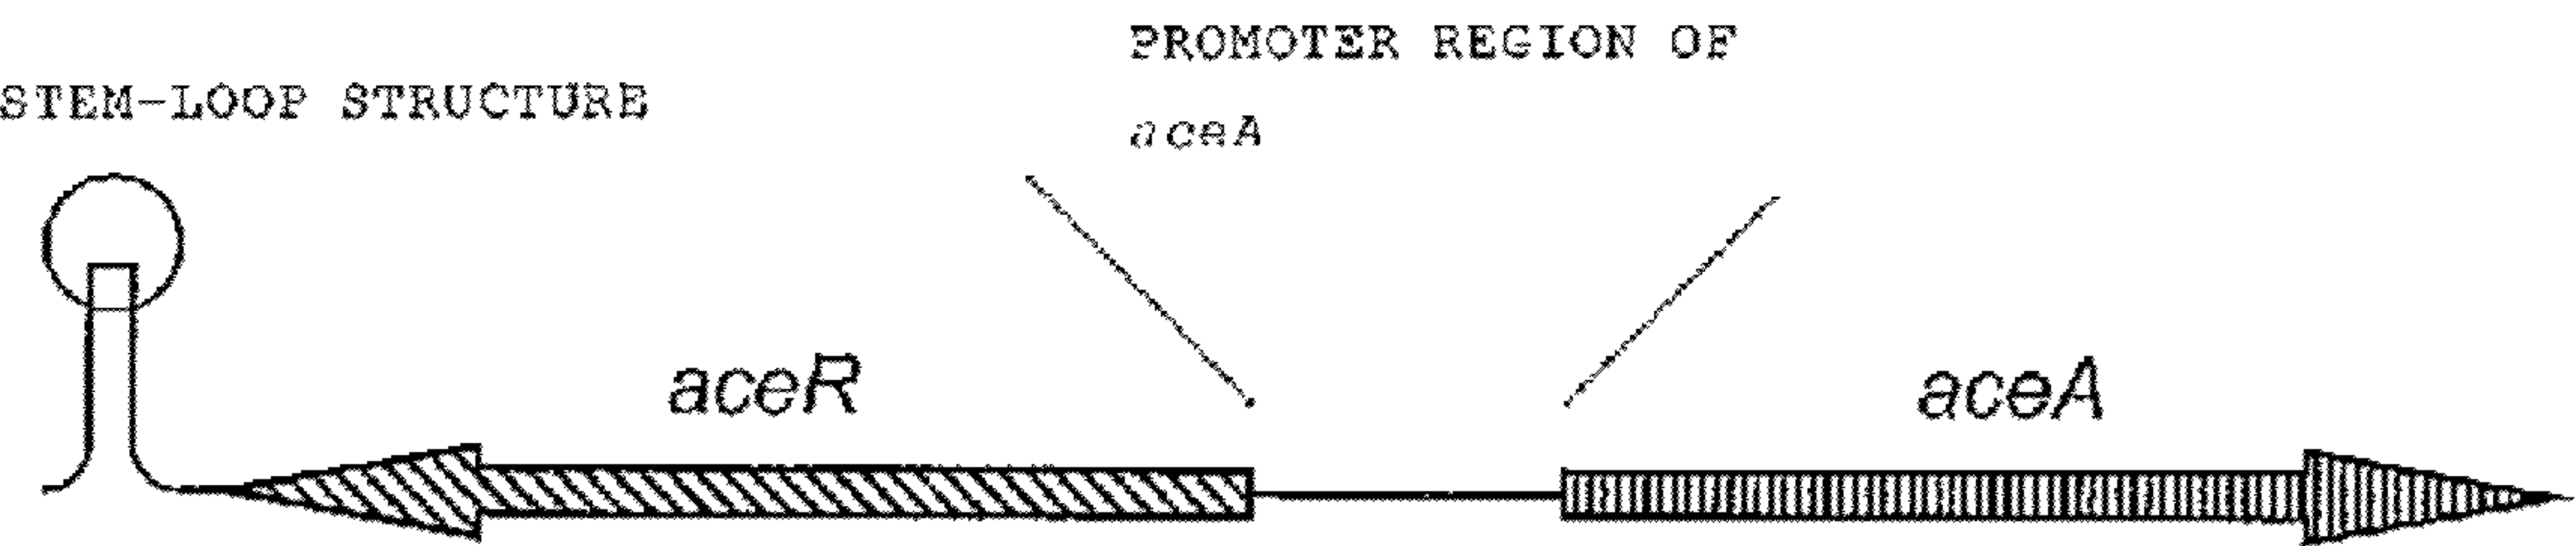 PROMOTER REGION OF
aceA
STEM-LOOP STRUCTURE
aceR
aceA